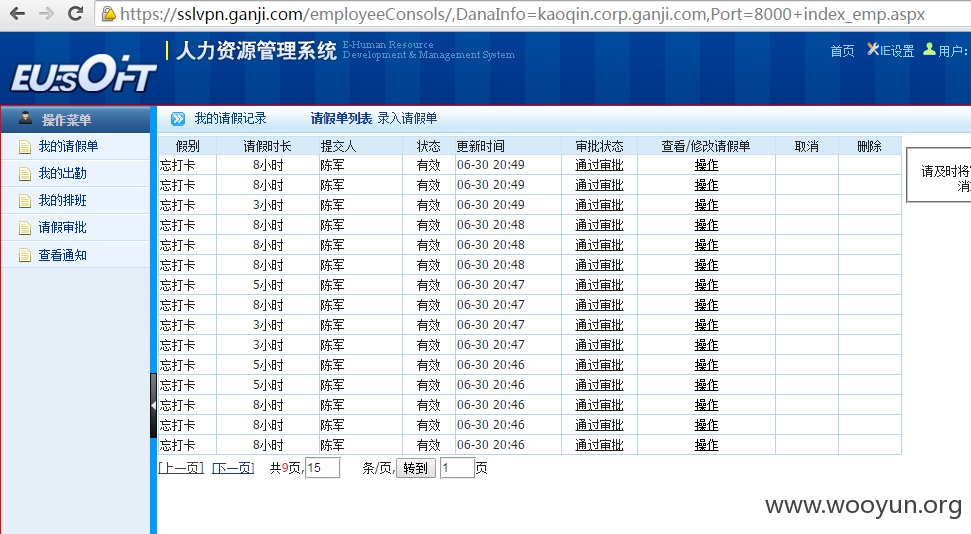 https://sslvpn.ganji.com/employeeConsols/,DanaInfo=kaoqin.corp.ganji.com,Port=8000+index_emp.aspx
EUSSOFT
人力资源管理系统
E-Human Resource
Development & Management System
首页 IE设置 用户:
操作菜单
我的请假单
我的出勤
我的排班
请假审批
查看通知
我的请假记录 请假单列表 录入请假单
假别 请假时长 提交人 状态 更新时间 审批状态 查看/修改请假单 取消 删除
忘打卡 8小时 陈军 有效 06-30 20:49 通过审批 操作
忘打卡 8小时 陈军 有效 06-30 20:49 通过审批 操作
忘打卡 3小时 陈军 有效 06-30 20:49 通过审批 操作
忘打卡 8小时 陈军 有效 06-30 20:48 通过审批 操作
忘打卡 8小时 陈军 有效 06-30 20:48 通过审批 操作
忘打卡 8小时 陈军 有效 06-30 20:48 通过审批 操作
忘打卡 5小时 陈军 有效 06-30 20:47 通过审批 操作
忘打卡 8小时 陈军 有效 06-30 20:47 通过审批 操作
忘打卡 3小时 陈军 有效 06-30 20:47 通过审批 操作
忘打卡 3小时 陈军 有效 06-30 20:47 通过审批 操作
忘打卡 5小时 陈军 有效 06-30 20:46 通过审批 操作
忘打卡 5小时 陈军 有效 06-30 20:46 通过审批 操作
忘打卡 8小时 陈军 有效 06-30 20:46 通过审批 操作
忘打卡 8小时 陈军 有效 06-30 20:46 通过审批 操作
忘打卡 8小时 陈军 有效 06-30 20:46 通过审批 操作
请及时将
消
[上一页] [下一页] 共9页,15 条/页,转到 1 页
www.wooyun.org